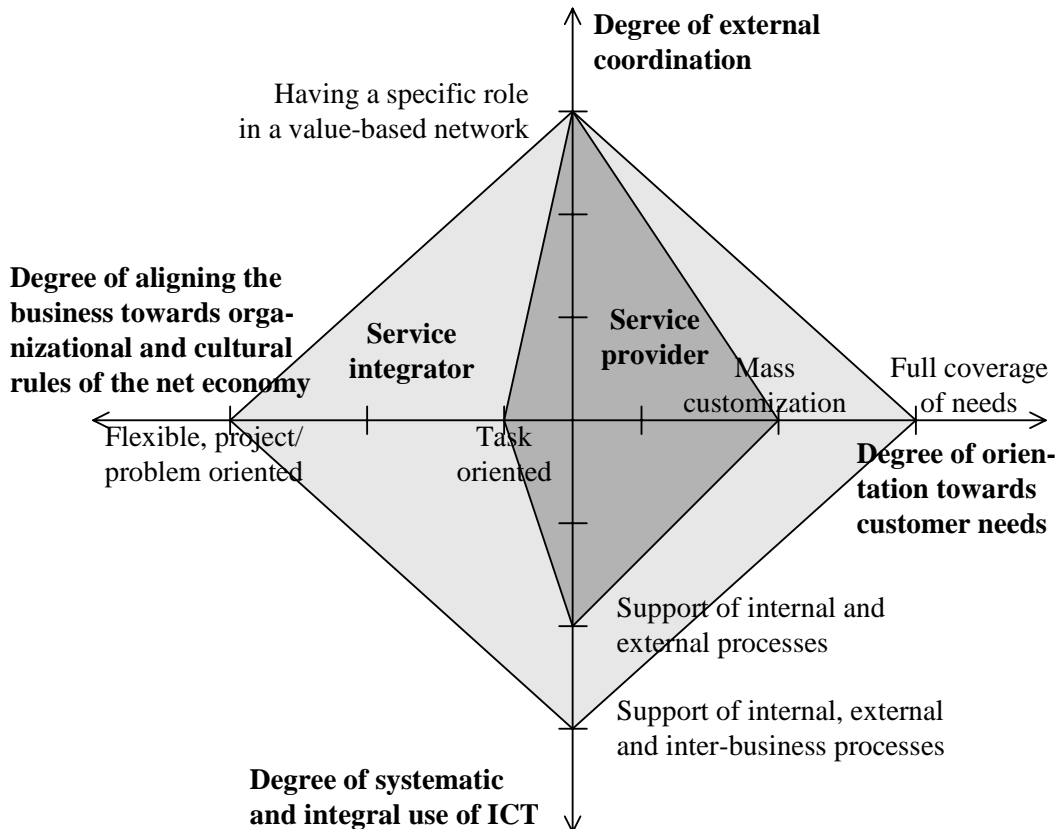 Degree of external
coordination
Having a specific role
in a value-based network
Degree of aligning the
business towards orga-
nizational and cultural
rules of the net economy
Service
integrator
Service
provider
Mass
customization
Full coverage
of needs
Flexible, project/
problem oriented
Task
oriented
Degree of orien-
tation towards
customer needs
Support of internal and
external processes
Support of internal, external
and inter-business processes
Degree of systematic
and integral use of ICT